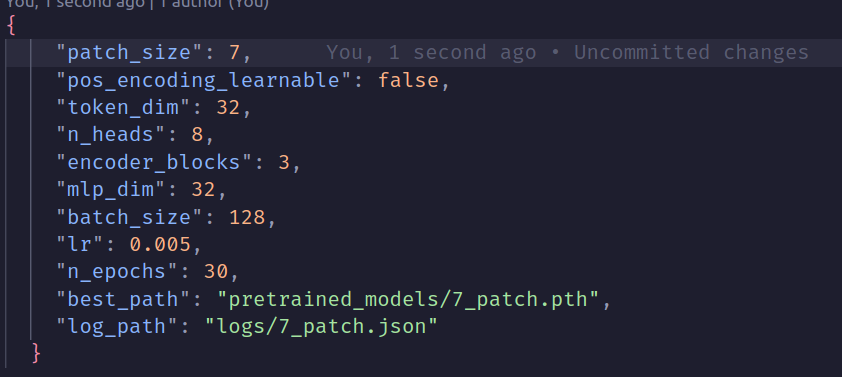 You, 1 second ago | 1 author (You)
{
"patch_size": 7, You, 1 second ago • Uncommitted changes
"pos_encoding_learnable": false,
"token_dim": 32,
"n_heads": 8,
"encoder_blocks": 3,
"mlp_dim": 32,
"batch_size": 128,
"lr": 0.005,
"n_epochs": 30,
"best_path": "pretrained_models/7_patch.pth",
"log_path": "logs/7_patch.json"
}